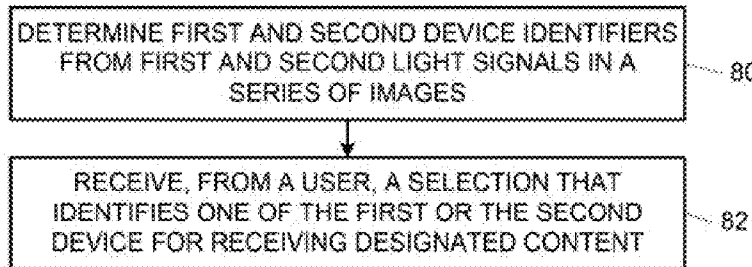 DETERMINE FIRST AND SECOND DEVICE IDENTIFIERS
FROM FIRST AND SECOND LIGHT SIGNALS IN A
SERIES OF IMAGES
80
RECEIVE, FROM A USER, A SELECTION THAT
IDENTIFIES ONE OF THE FIRST OR THE SECOND
DEVICE FOR RECEIVING DESIGNATED CONTENT
82